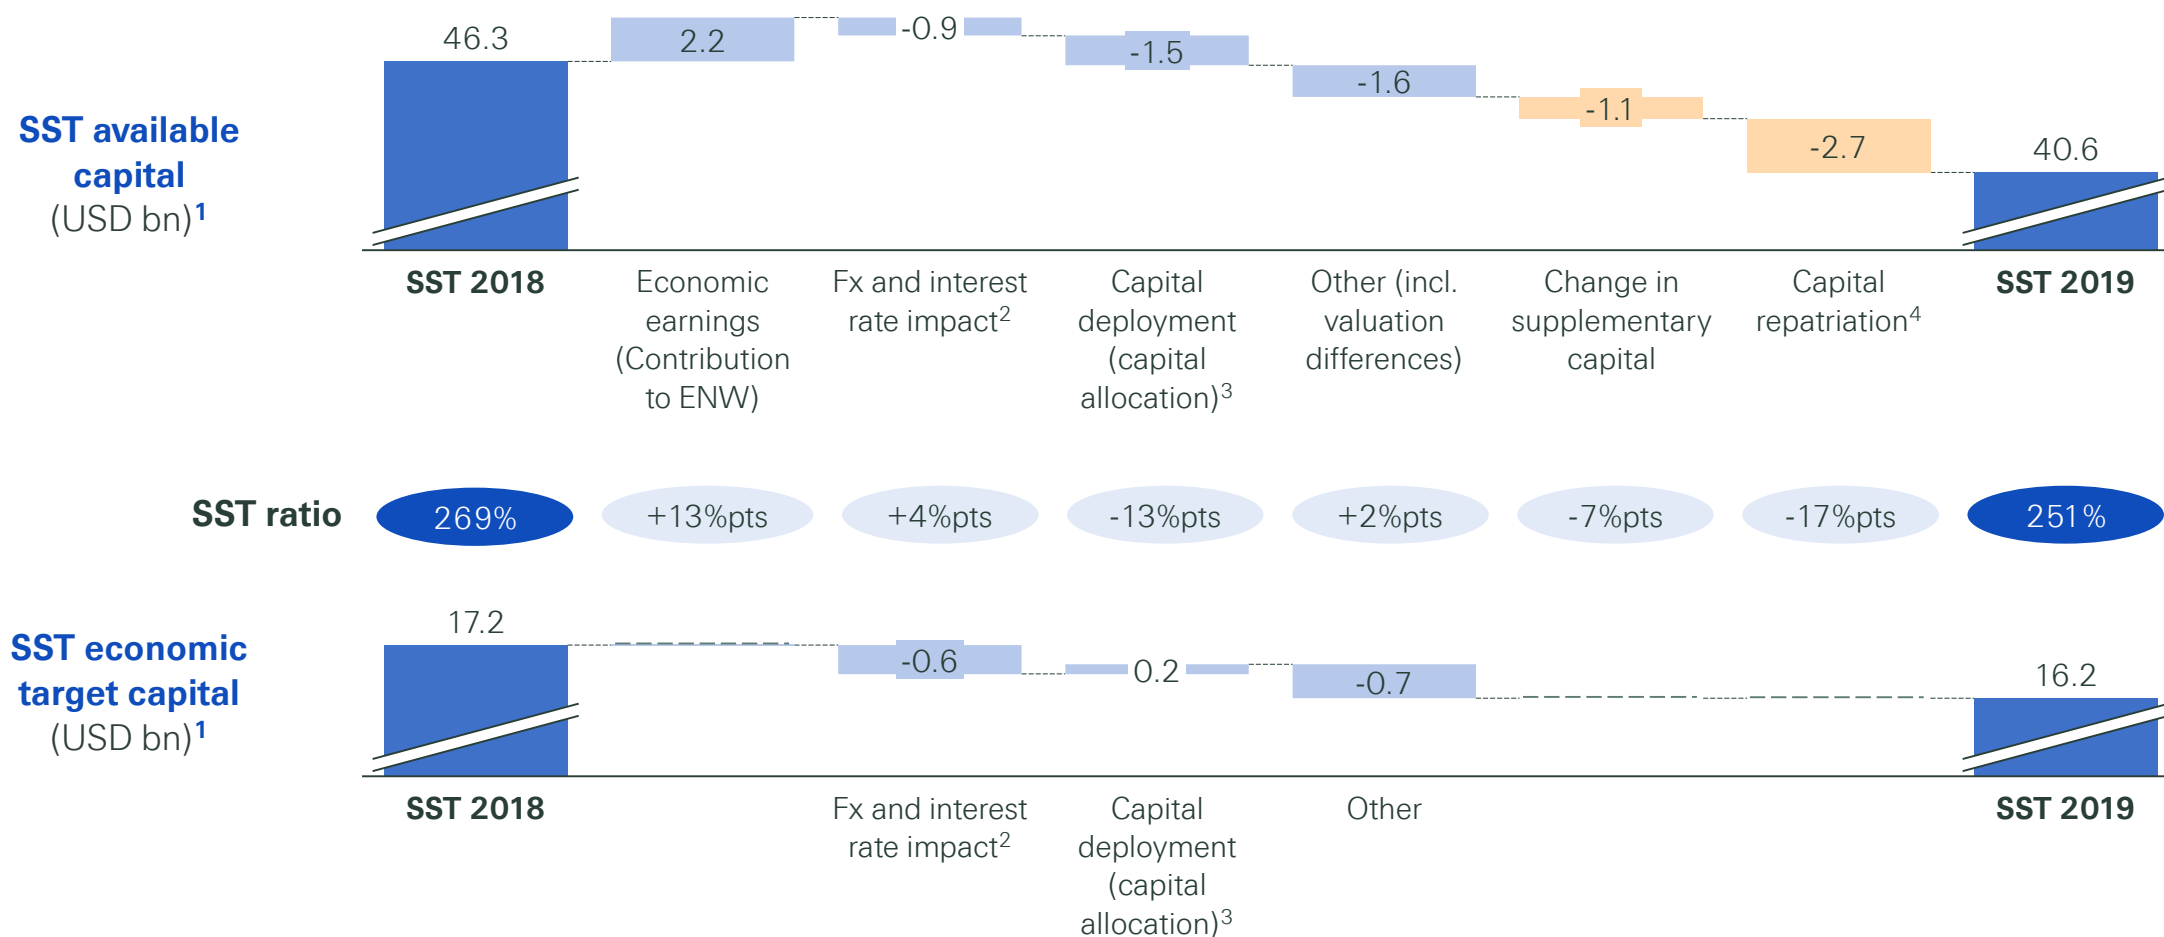 SST available
capital
(USD bn)1
46.3
2.2
-0.9
-1.5
-1.6
-1.1
-2.7
40.6
SST 2018
Economic
earnings
(Contribution
to ENW)
Fx and interest
rate impact2
Capital
deployment
(capital
allocation)3
Other (incl.
valuation
differences)
Change in
supplementary
capital
Capital
repatriation4
SST 2019
SST ratio
269%
+13%pts
+4%pts
-13%pts
+2%pts
-7%pts
-17%pts
251%
SST economic
target capital
(USD bn)1
17.2
-0.6
0.2
-0.7
16.2
SST 2018
Fx and interest
rate impact2
Capital
deployment
(capital
allocation)3
Other
SST 2019